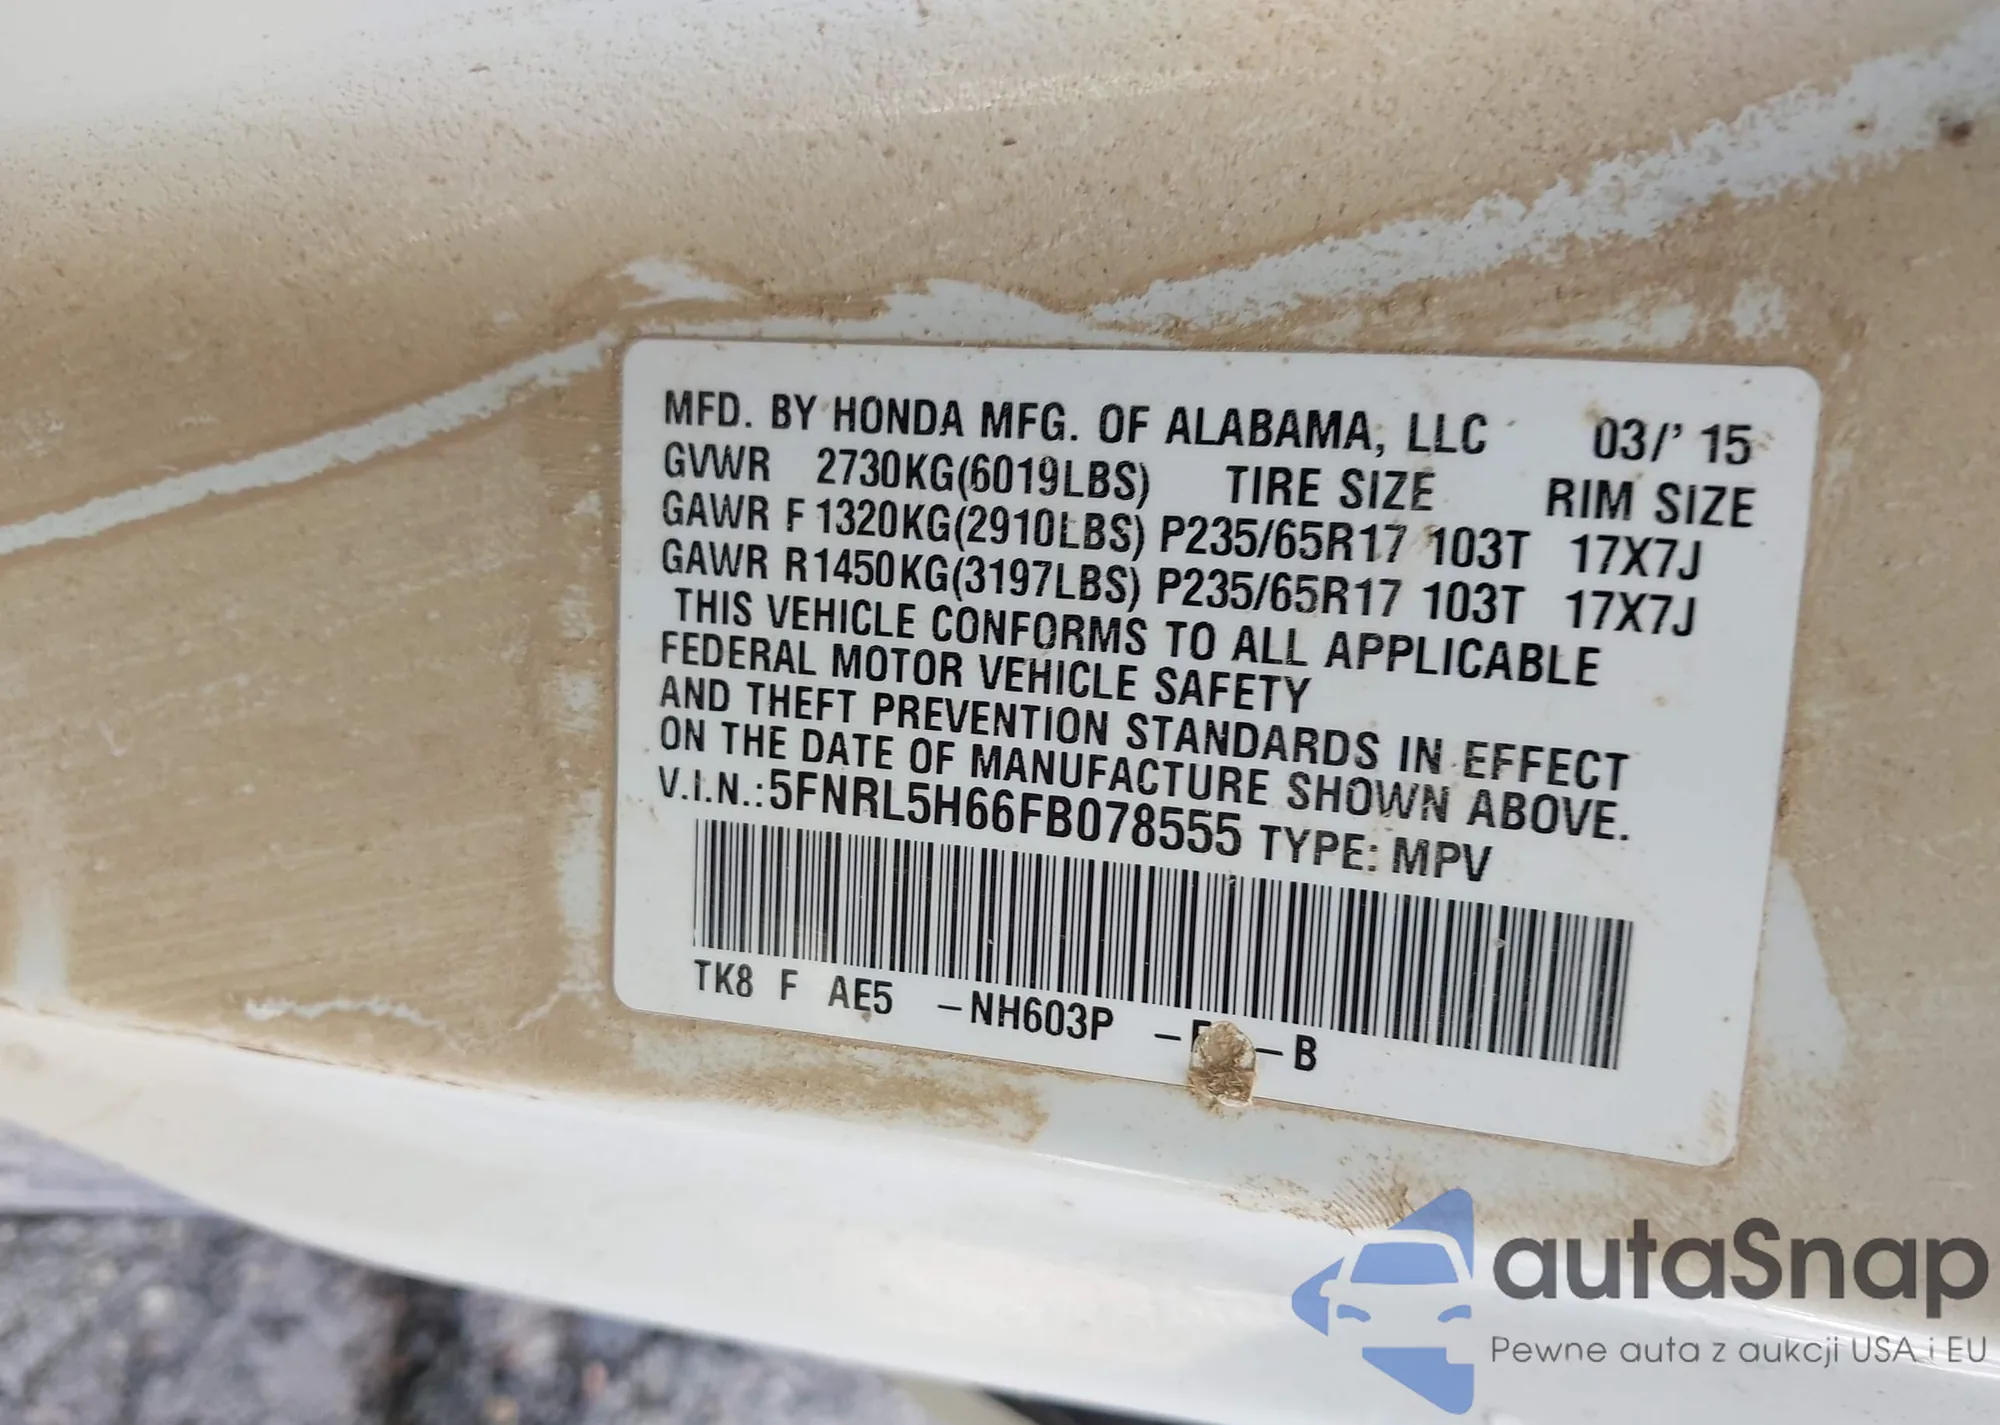 MFD. BY HONDA MFG. OF ALABAMA, LLC 03/' 15
GVWR 2730KG(6019LBS) TIRE SIZE RIM SIZE
GAWR F 1320KG(2910LBS) P235/65R17 103T 17X7J
GAWR R 1450KG(3197LBS) P235/65R17 103T 17X7J
THIS VEHICLE CONFORMS TO ALL APPLICABLE
FEDERAL MOTOR VEHICLE SAFETY
AND THEFT PREVENTION STANDARDS IN EFFECT
ON THE DATE OF MANUFACTURE SHOWN ABOVE.
V.I.N.: 5FNRL5H66FB078555 TYPE: MPV
TK8 F AE5 –NH603P – –B
autaSnap
Pewne auta z aukcji USA i EU